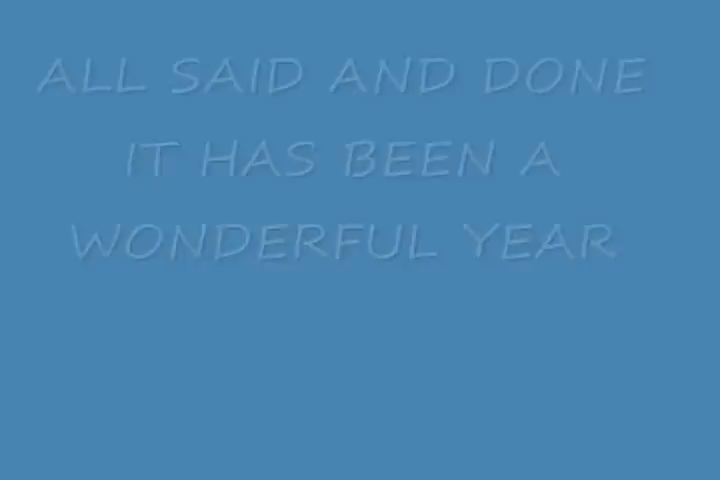 ALL SAID AND DONE
IT HAS BEEN A
WONDERFUL YEAR